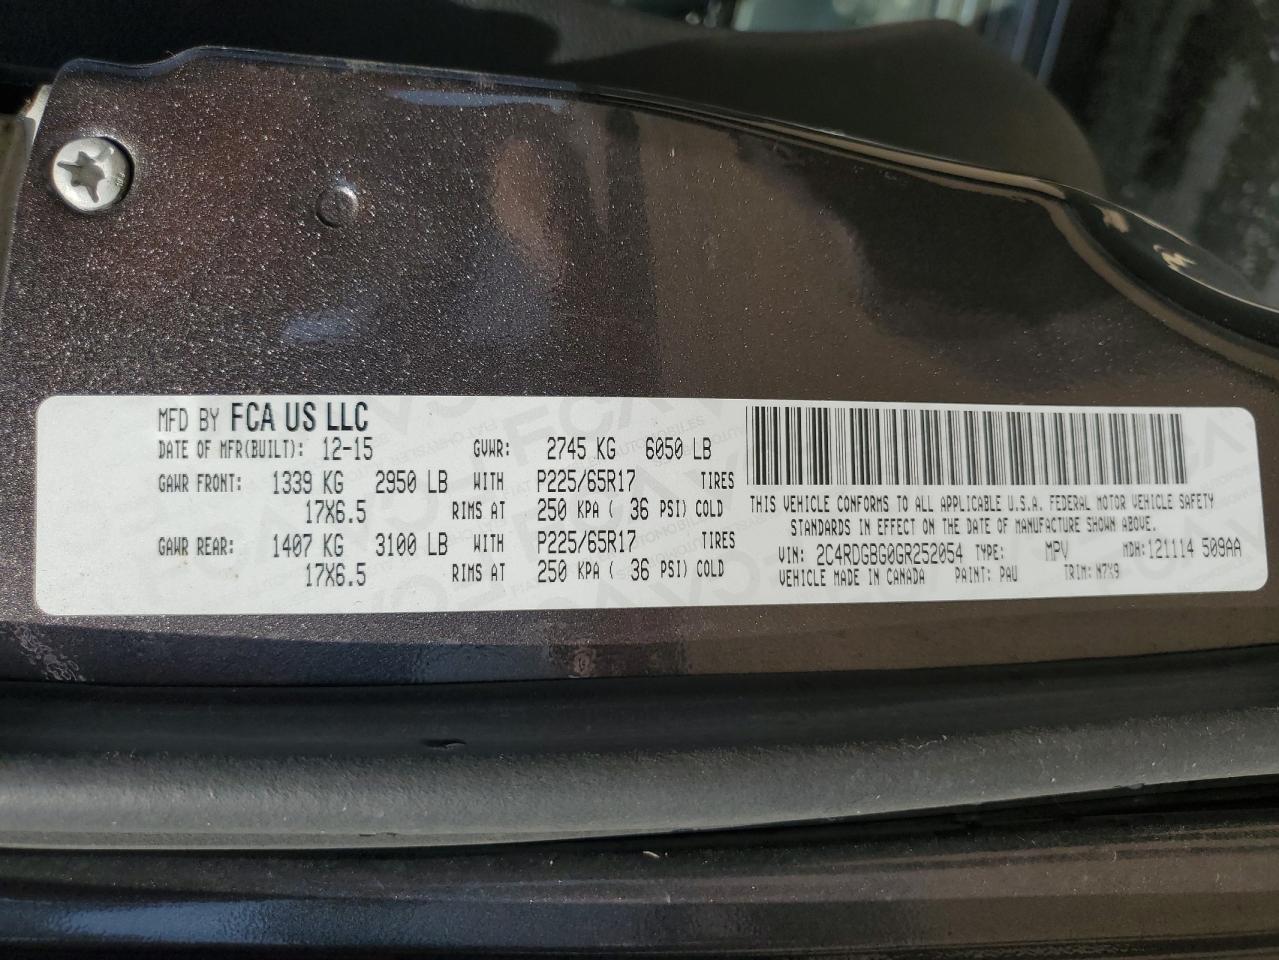 MFD BY FCA US LLC
DATE OF MFR(BUILT): 12-15 GVWR: 2745 KG 6050 LB
GAWR FRONT: 1339 KG 2950 LB WITH P225/65R17 TIRES
17X6.5 RIMS AT 250 KPA ( 36 PSI) COLD
GAWR REAR: 1407 KG 3100 LB WITH P225/65R17 TIRES
17X6.5 RIMS AT 250 KPA ( 36 PSI) COLD
THIS VEHICLE CONFORMS TO ALL APPLICABLE U.S.A. FEDERAL MOTOR VEHICLE SAFETY
STANDARDS IN EFFECT ON THE DATE OF MANUFACTURE SHOWN ABOVE.
VIN: 2C4RDGBG0GR252054 TYPE: MPV MDH:121114 509AA
VEHICLE MADE IN CANADA PAINT: PAU TRIM: N7X9